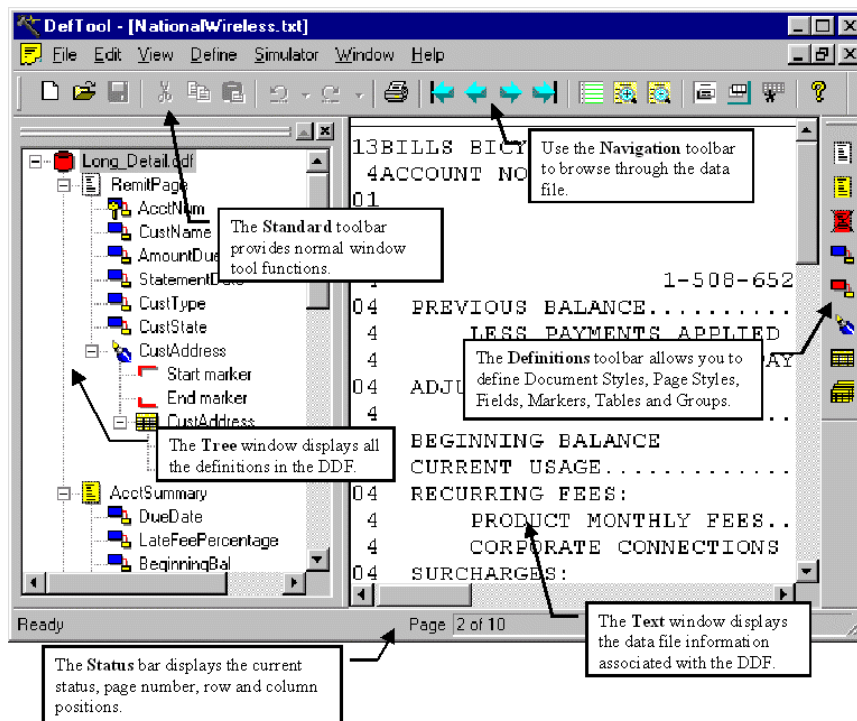 DefTool - [NationalWireless.txt]
File Edit View Define Simulator Window Help
Long_Detail.ddf
RemitPage
AcctNum
CustName
AmountDue
CustType
CustState
CustAddress
Start marker
End marker
CustAddress
AcctSummary
DueDate
LateFeePercentage
BeginningBal
The Standard toolbar
provides normal window
tool functions.
The Tree window displays all
the definitions in the DDF.
13BILLS BICY
4ACCOUNT NO
01
Use the Navigation toolbar
to browse through the data
file.
1-508-652
04 PREVIOUS BALANCE...........
4 LESS PAYMENTS APPLIED
4 DAY
04 ADJU
4
BEGINNING BALANCE
CURRENT USAGE..............
04 RECURRING FEES:
4 PRODUCT MONTHLY FEES..
4 CORPORATE CONNECTIONS
04 SURCHARGES:
The Definitions toolbar allows you to
define Document Styles, Page Styles,
Fields, Markers, Tables and Groups.
The Text window displays
the data file information
associated with the DDF.
Ready
Page 2 of 10
The Status bar displays the current
status, page number, row and column
positions.